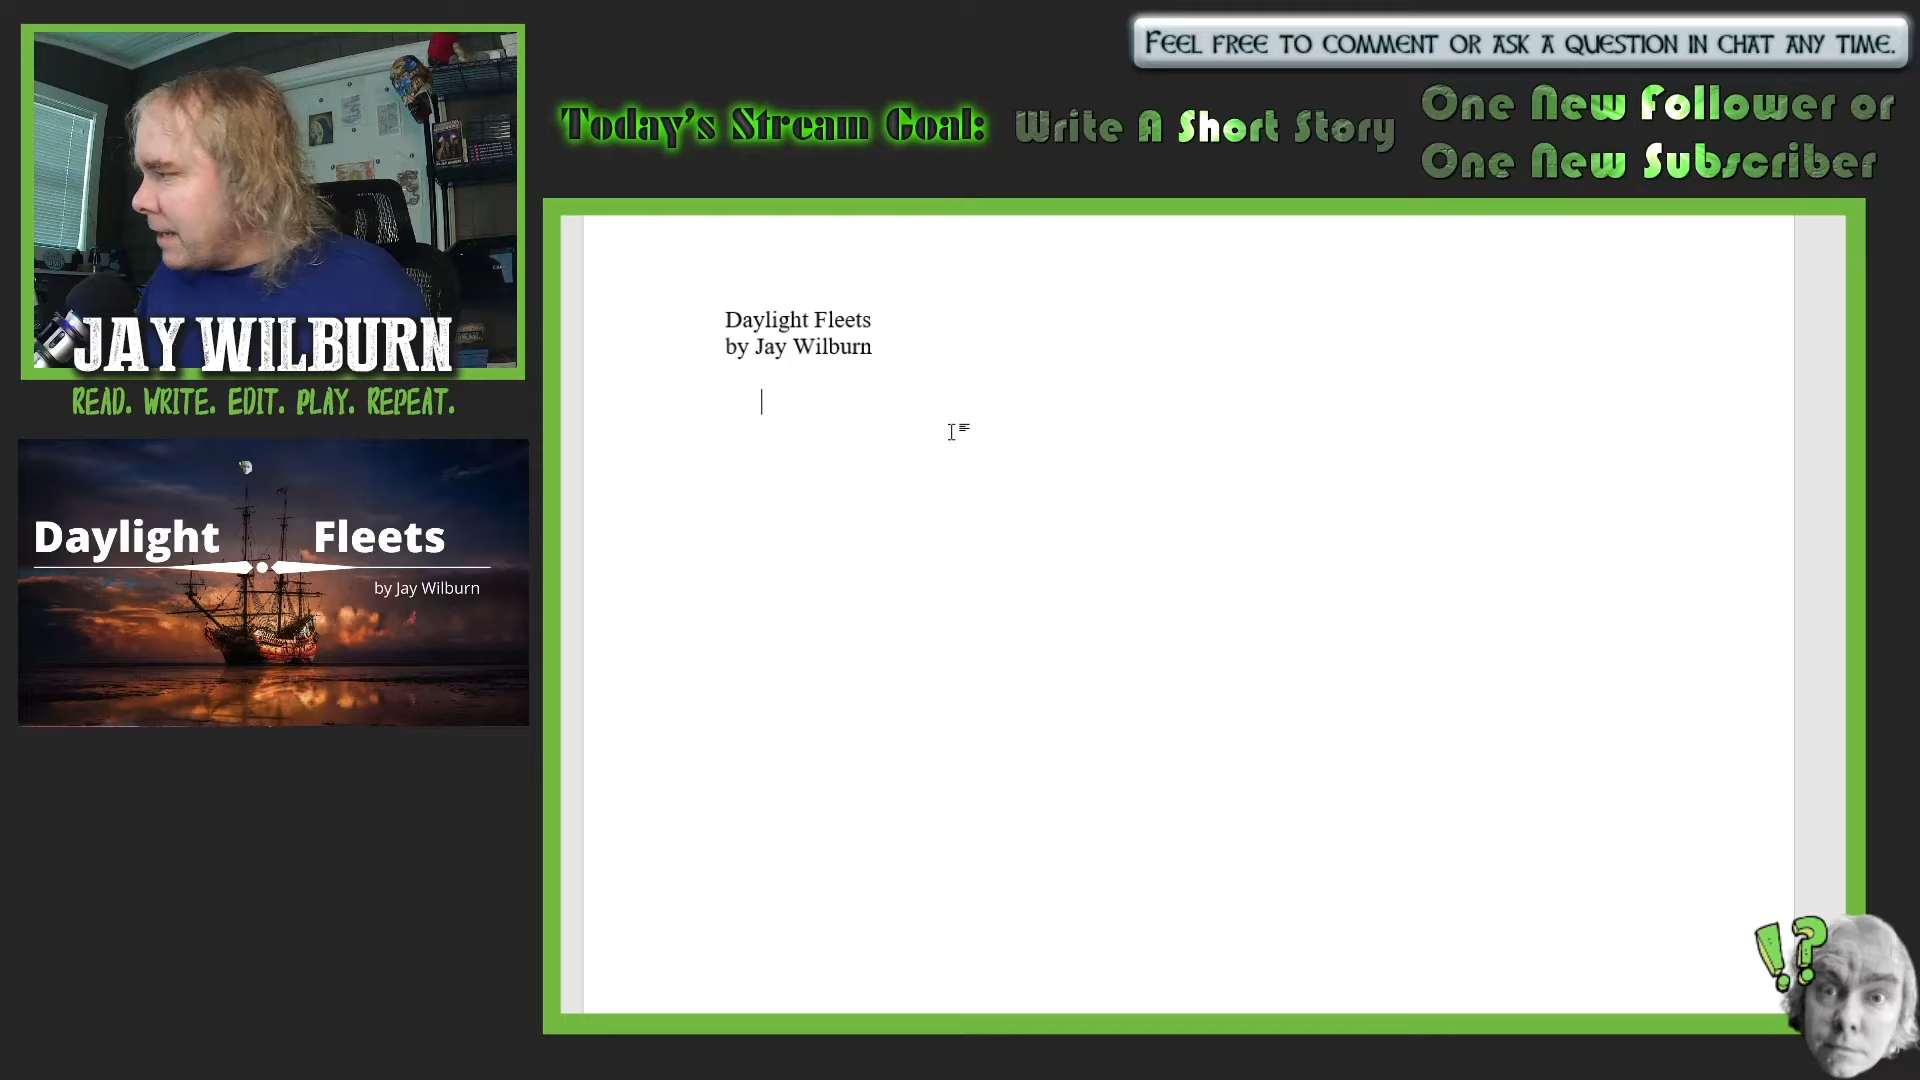 FEEL FREE TO COMMENT OR ASK A QUESTION IN CHAT ANY TIME.
Today's Stream Goal:
Write A Short Story
One New Follower or
One New Subscriber
JAY WILBURN
READ. WRITE. EDIT. PLAY. REPEAT.
Daylight Fleets
by Jay Wilburn
Daylight Fleets
by Jay Wilburn
!?